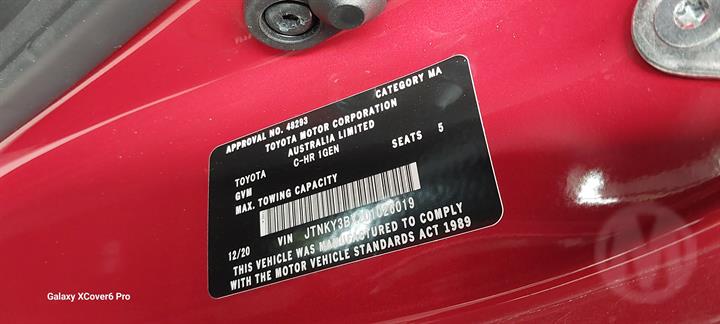 APPROVAL NO. 48293 CATEGORY MA
TOYOTA MOTOR CORPORATION
AUSTRALIA LIMITED
TOYOTA C-HR 1GEN SEATS 5
GVM
MAX. TOWING CAPACITY
12/20 VIN
THIS VEHICLE WAS MANUFACTURED TO COMPLY
WITH THE MOTOR VEHICLE STANDARDS ACT 1989
Galaxy XCover6 Pro